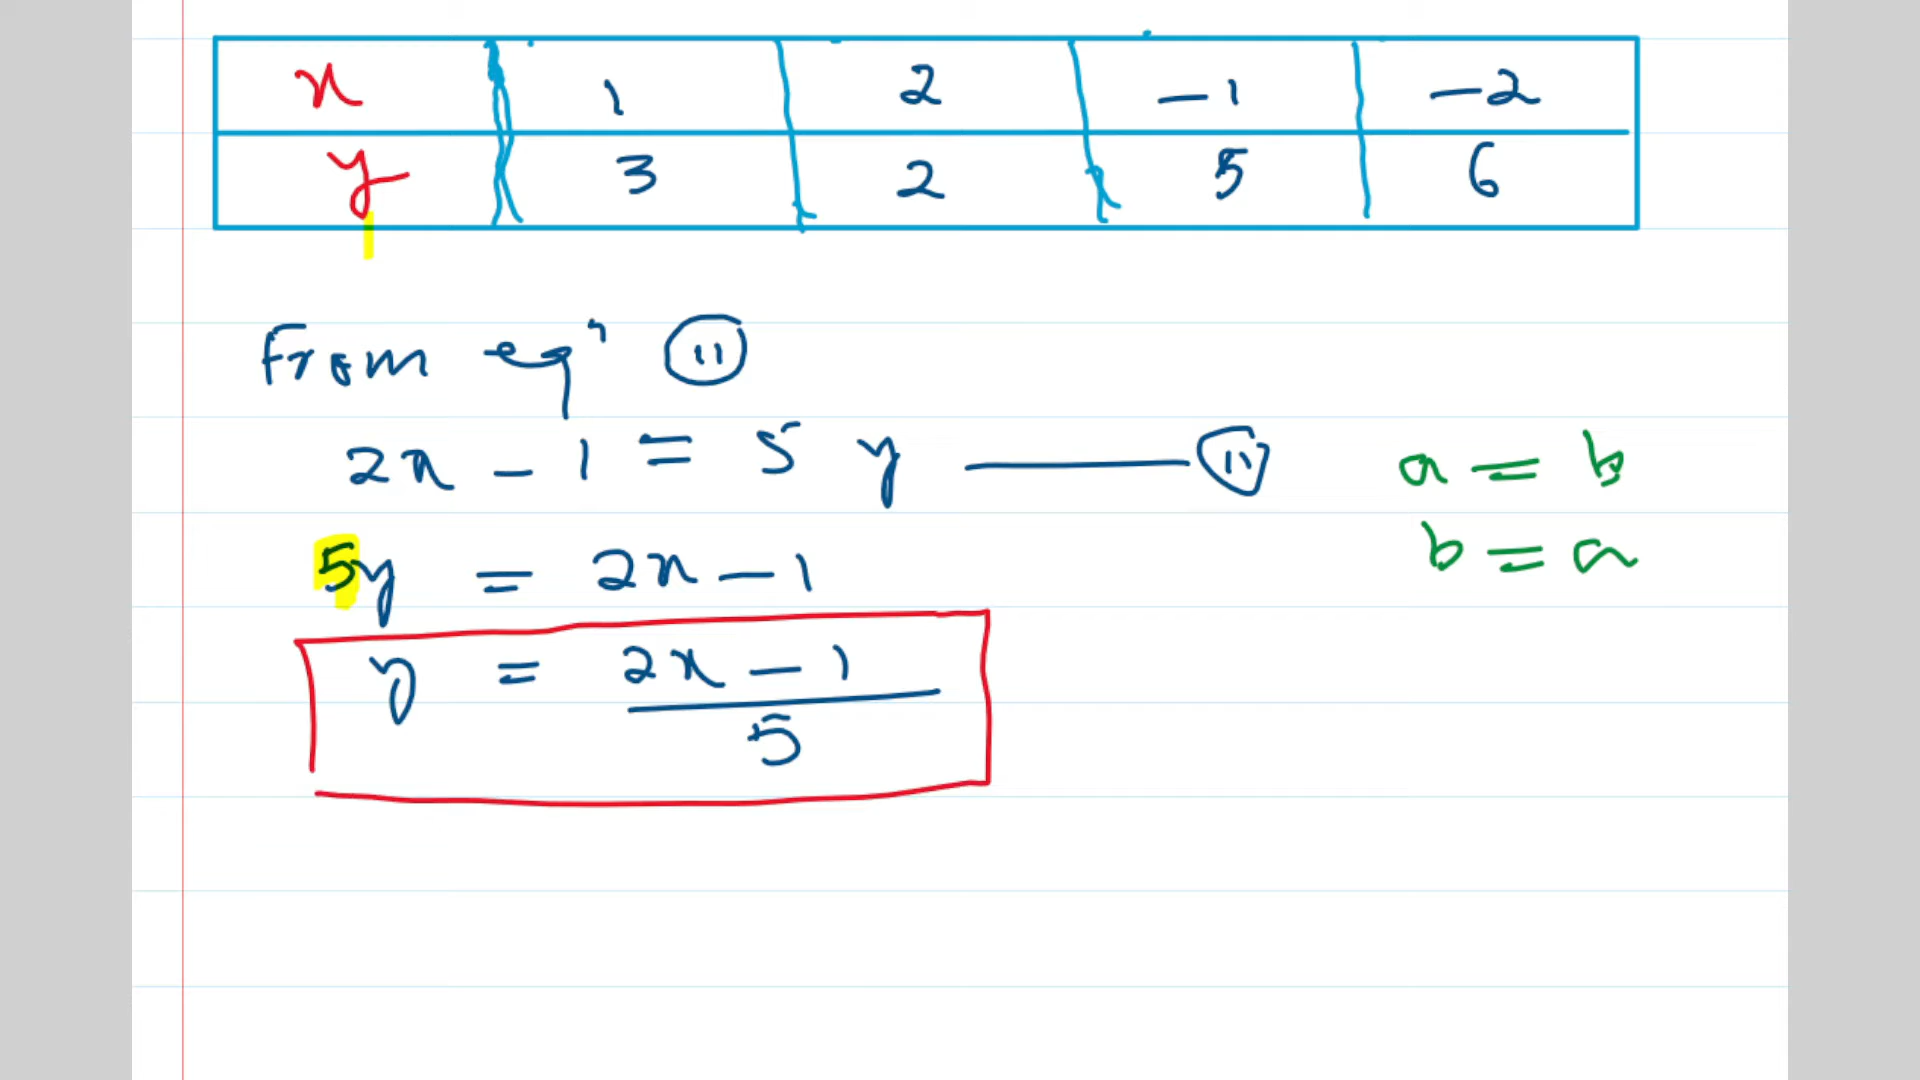 x 1 2 -1 -2
y 3 2 5 6
From eqn (11)
2x - 1 = 5 y —— (11)
a = b
5y = 2x - 1
b = a
y = 2x - 1
5